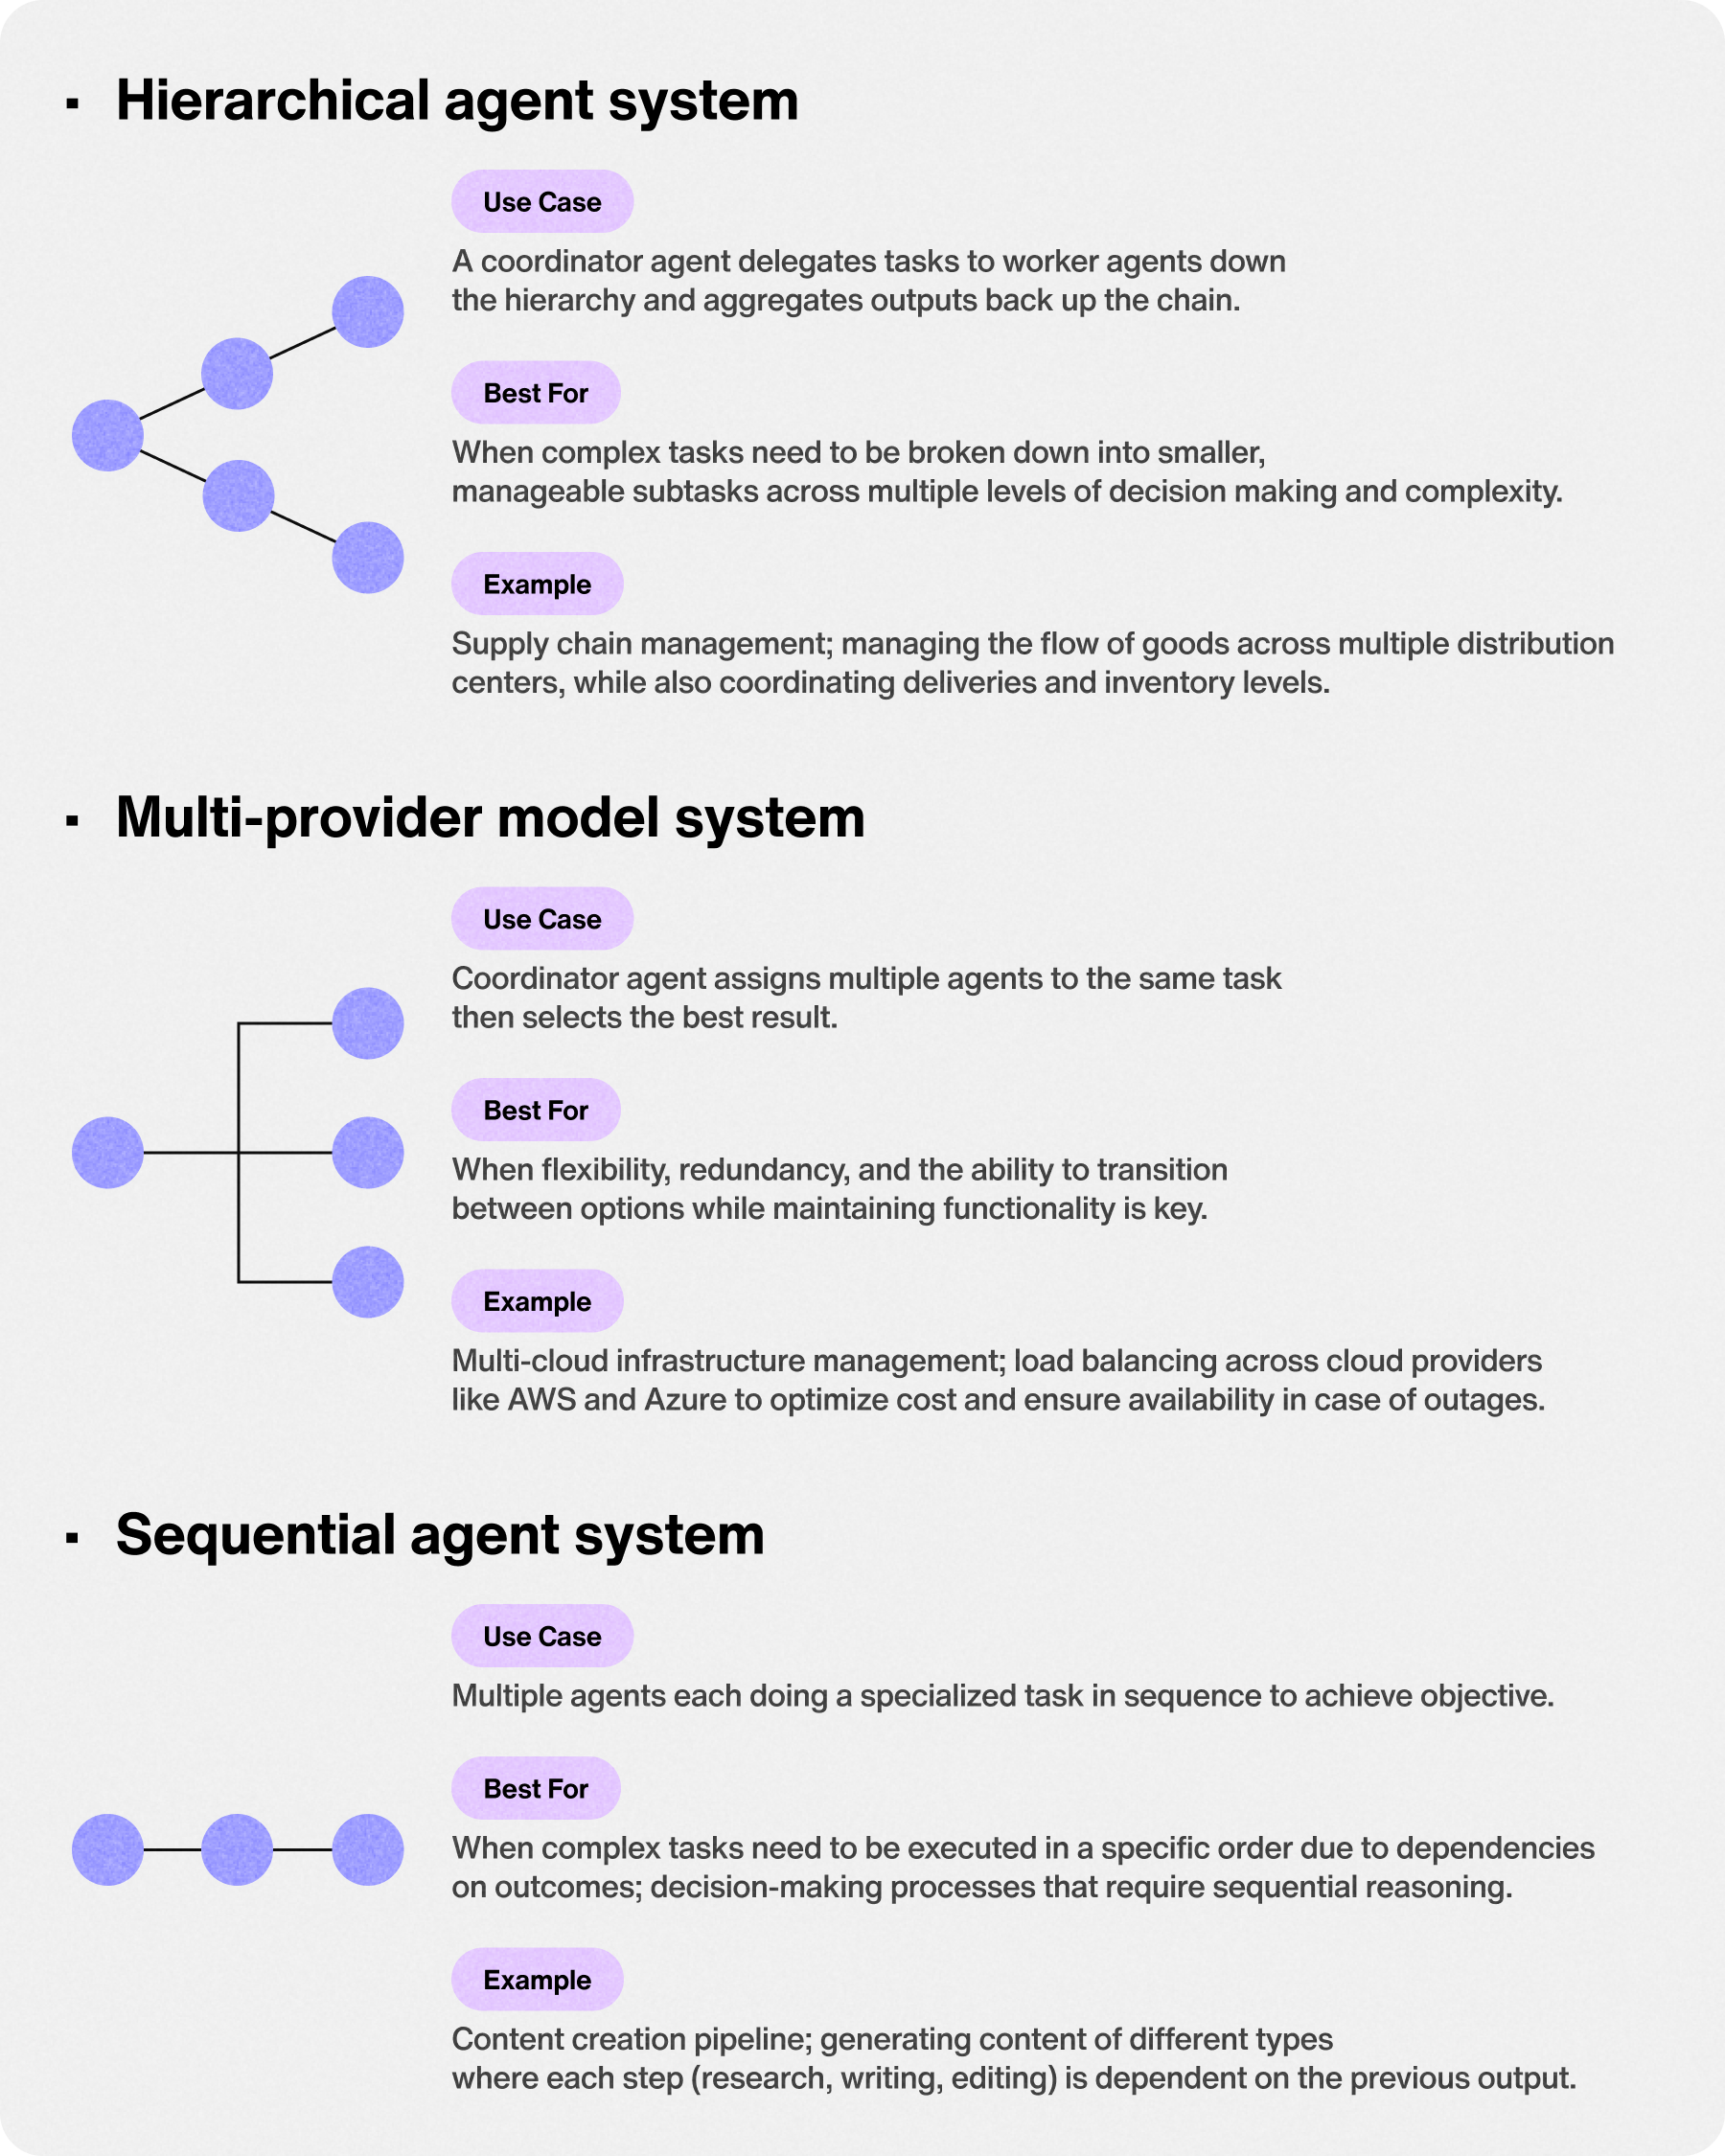 ▪ Hierarchical agent system
Use Case
A coordinator agent delegates tasks to worker agents down
the hierarchy and aggregates outputs back up the chain.
Best For
When complex tasks need to be broken down into smaller,
manageable subtasks across multiple levels of decision making and complexity.
Example
Supply chain management; managing the flow of goods across multiple distribution
centers, while also coordinating deliveries and inventory levels.
▪ Multi-provider model system
Use Case
Coordinator agent assigns multiple agents to the same task
then selects the best result.
Best For
When flexibility, redundancy, and the ability to transition
between options while maintaining functionality is key.
Example
Multi-cloud infrastructure management; load balancing across cloud providers
like AWS and Azure to optimize cost and ensure availability in case of outages.
▪ Sequential agent system
Use Case
Multiple agents each doing a specialized task in sequence to achieve objective.
Best For
When complex tasks need to be executed in a specific order due to dependencies
on outcomes; decision-making processes that require sequential reasoning.
Example
Content creation pipeline; generating content of different types
where each step (research, writing, editing) is dependent on the previous output.